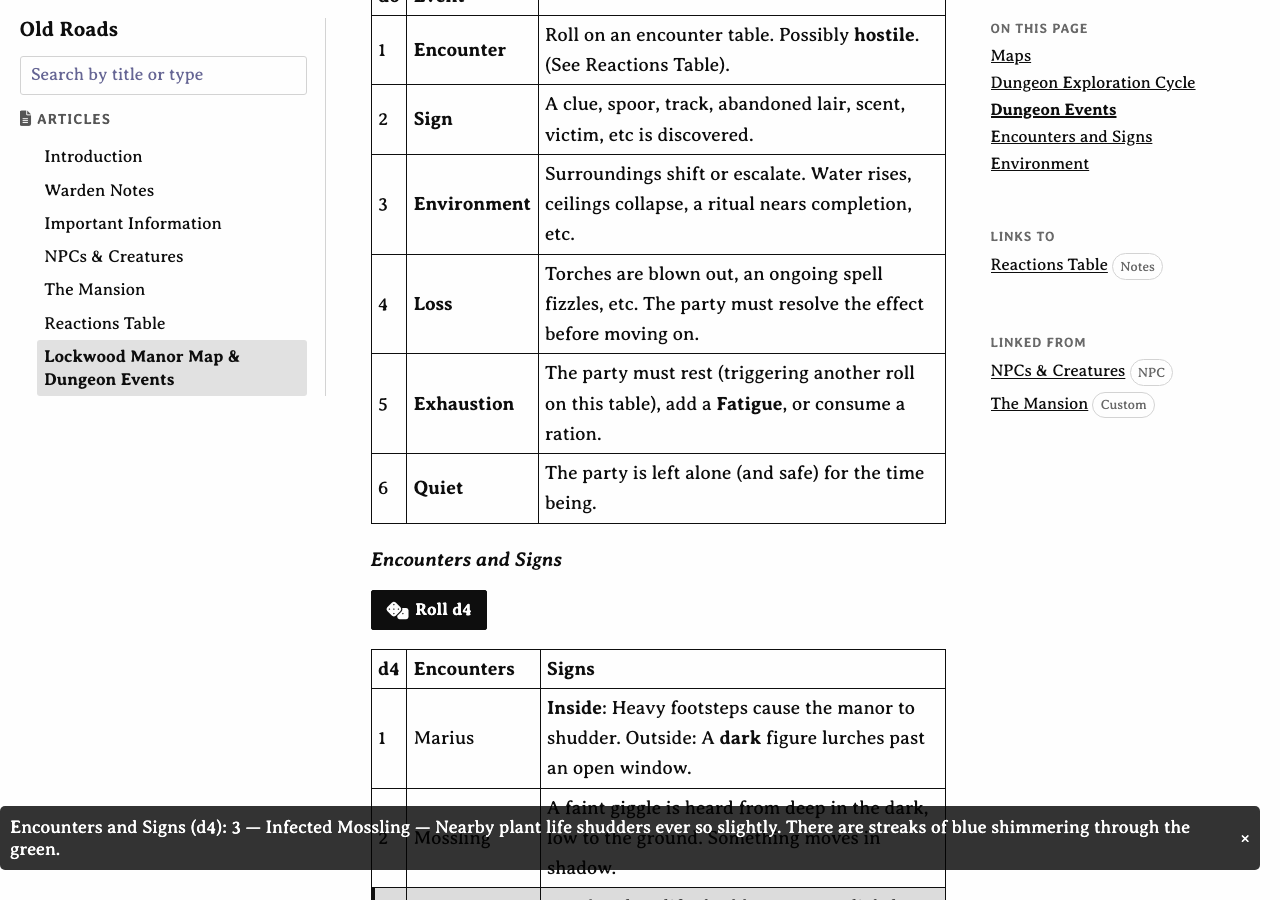 Old Roads
Search by title or type
ARTICLES
Introduction
Warden Notes
Important Information
NPCs & Creatures
The Mansion
Reactions Table
Lockwood Manor Map &
Dungeon Events
d6 Event
1 Encounter Roll on an encounter table. Possibly hostile.
(See Reactions Table).
2 Sign A clue, spoor, track, abandoned lair, scent,
victim, etc is discovered.
3 Environment Surroundings shift or escalate. Water rises,
ceilings collapse, a ritual nears completion,
etc.
4 Loss Torches are blown out, an ongoing spell
fizzles, etc. The party must resolve the effect
before moving on.
5 Exhaustion The party must rest (triggering another roll
on this table), add a Fatigue, or consume a
ration.
6 Quiet The party is left alone (and safe) for the time
being.
Encounters and Signs
Roll d4
d4 Encounters Signs
1 Marius Inside: Heavy footsteps cause the manor to
shudder. Outside: A dark figure lurches past
an open window.
2 Mossling A faint giggle is heard from deep in the dark,
low to the ground. Something moves in
shadow.
Encounters and Signs (d4): 3 — Infected Mossling — Nearby plant life shudders ever so slightly. There are streaks of blue shimmering through the
green.
×
ON THIS PAGE
Maps
Dungeon Exploration Cycle
Dungeon Events
Encounters and Signs
Environment
LINKS TO
Reactions Table Notes
LINKED FROM
NPCs & Creatures NPC
The Mansion Custom